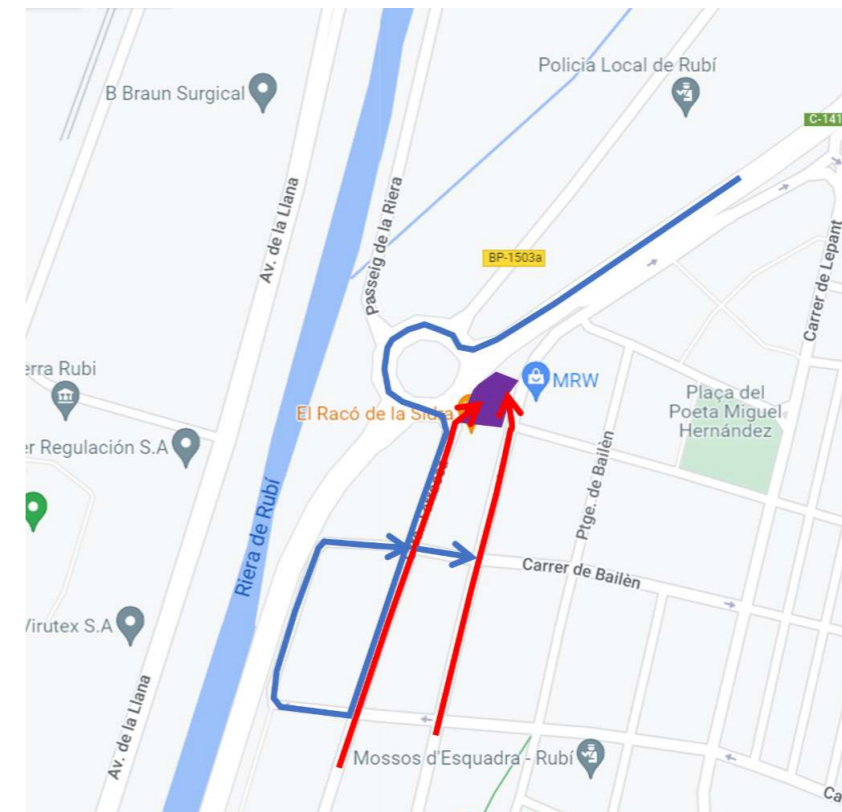 Policia Local de Rubí
B Braun Surgical
C-141
Av. de la Llana
Passeig de la Riera
BP-1503a
Carrer de Lepant
erra Rubi
MRW
El Racó de la Sidra
Plaça del
Poeta Miguel
Hernández
er Regulación S.A
Riera de Rubí
Ptge. de Bailèn
Carrer de Bailèn
Virutex S.A
Av. de la Llana
Mossos d'Esquadra - Rubí
Ca